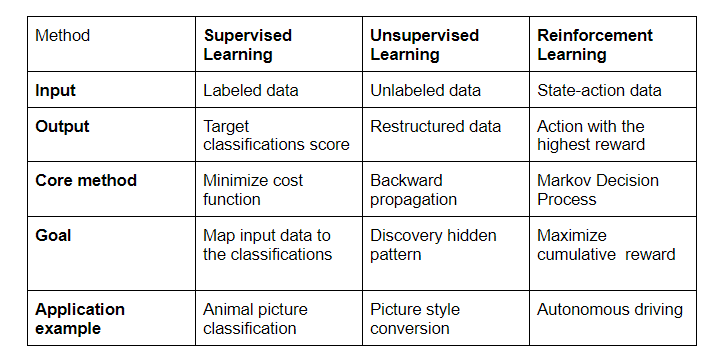 Method
Supervised
Learning
Unsupervised
Learning
Reinforcement
Learning
Input
Labeled data
Unlabeled data
State-action data
Output
Target
classifications score
Restructured data
Action with the
highest reward
Core method
Minimize cost
function
Backward
propagation
Markov Decision
Process
Goal
Map input data to
the classifications
Discovery hidden
pattern
Maximize
cumulative reward
Application
example
Animal picture
classification
Picture style
conversion
Autonomous driving